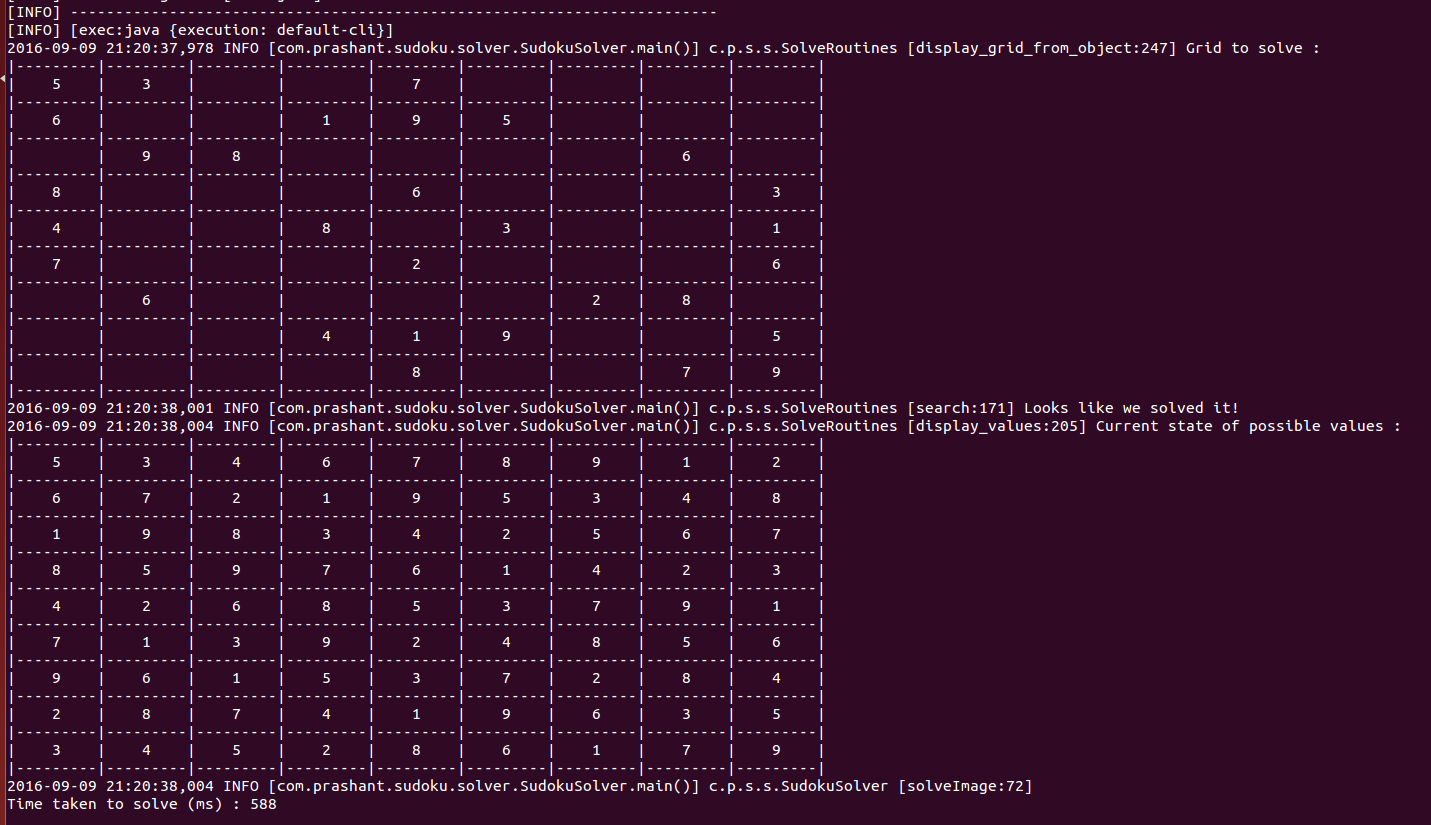 [INFO] ------------------------------------------------------------------------
[INFO] [exec:java {execution: default-cli}]
2016-09-09 21:20:37,978 INFO [com.prashant.sudoku.solver.SudokuSolver.main()] c.p.s.s.SolveRoutines [display_grid_from_object:247] Grid to solve :
|---------|---------|---------|---------|---------|---------|---------|---------|---------|
|    5    |    3    |         |         |    7    |         |         |         |         |
|---------|---------|---------|---------|---------|---------|---------|---------|---------|
|    6    |         |         |    1    |    9    |    5    |         |         |         |
|---------|---------|---------|---------|---------|---------|---------|---------|---------|
|         |    9    |    8    |         |         |         |         |    6    |         |
|---------|---------|---------|---------|---------|---------|---------|---------|---------|
|    8    |         |         |         |    6    |         |         |         |    3    |
|---------|---------|---------|---------|---------|---------|---------|---------|---------|
|    4    |         |         |    8    |         |    3    |         |         |    1    |
|---------|---------|---------|---------|---------|---------|---------|---------|---------|
|    7    |         |         |         |    2    |         |         |         |    6    |
|---------|---------|---------|---------|---------|---------|---------|---------|---------|
|         |    6    |         |         |         |         |    2    |    8    |         |
|---------|---------|---------|---------|---------|---------|---------|---------|---------|
|         |         |         |    4    |    1    |    9    |         |         |    5    |
|---------|---------|---------|---------|---------|---------|---------|---------|---------|
|         |         |         |         |    8    |         |         |    7    |    9    |
|---------|---------|---------|---------|---------|---------|---------|---------|---------|
2016-09-09 21:20:38,001 INFO [com.prashant.sudoku.solver.SudokuSolver.main()] c.p.s.s.SolveRoutines [search:171] Looks like we solved it!
2016-09-09 21:20:38,004 INFO [com.prashant.sudoku.solver.SudokuSolver.main()] c.p.s.s.SolveRoutines [display_values:205] Current state of possible values :
|---------|---------|---------|---------|---------|---------|---------|---------|---------|
|    5    |    3    |    4    |    6    |    7    |    8    |    9    |    1    |    2    |
|---------|---------|---------|---------|---------|---------|---------|---------|---------|
|    6    |    7    |    2    |    1    |    9    |    5    |    3    |    4    |    8    |
|---------|---------|---------|---------|---------|---------|---------|---------|---------|
|    1    |    9    |    8    |    3    |    4    |    2    |    5    |    6    |    7    |
|---------|---------|---------|---------|---------|---------|---------|---------|---------|
|    8    |    5    |    9    |    7    |    6    |    1    |    4    |    2    |    3    |
|---------|---------|---------|---------|---------|---------|---------|---------|---------|
|    4    |    2    |    6    |    8    |    5    |    3    |    7    |    9    |    1    |
|---------|---------|---------|---------|---------|---------|---------|---------|---------|
|    7    |    1    |    3    |    9    |    2    |    4    |    8    |    5    |    6    |
|---------|---------|---------|---------|---------|---------|---------|---------|---------|
|    9    |    6    |    1    |    5    |    3    |    7    |    2    |    8    |    4    |
|---------|---------|---------|---------|---------|---------|---------|---------|---------|
|    2    |    8    |    7    |    4    |    1    |    9    |    6    |    3    |    5    |
|---------|---------|---------|---------|---------|---------|---------|---------|---------|
|    3    |    4    |    5    |    2    |    8    |    6    |    1    |    7    |    9    |
|---------|---------|---------|---------|---------|---------|---------|---------|---------|
2016-09-09 21:20:38,004 INFO [com.prashant.sudoku.solver.SudokuSolver.main()] c.p.s.s.SudokuSolver [solveImage:72]
Time taken to solve (ms) : 588